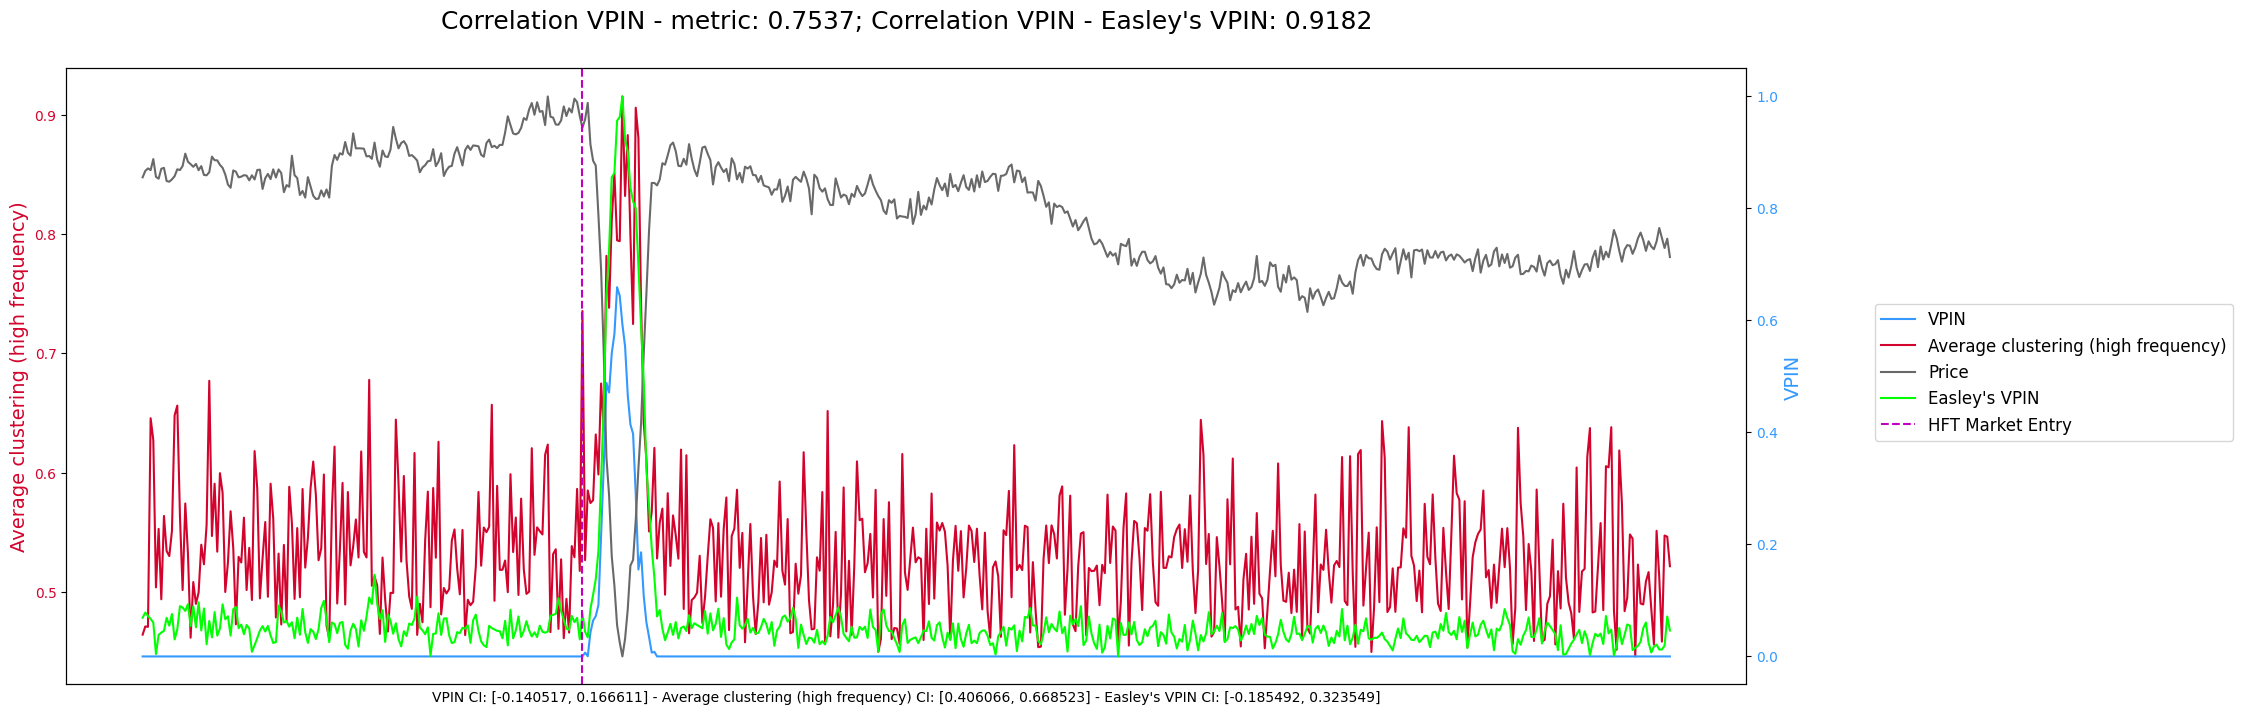 Correlation VPIN - metric: 0.7537; Correlation VPIN - Easley's VPIN: 0.9182
Average clustering (high frequency)
0.9
0.8
0.7
0.6
0.5
1.0
0.8
0.6
0.4
0.2
0.0
VPIN
VPIN
Average clustering (high frequency)
Price
Easley's VPIN
HFT Market Entry
VPIN CI: [-0.140517, 0.166611] - Average clustering (high frequency) CI: [0.406066, 0.668523] - Easley's VPIN CI: [-0.185492, 0.323549]